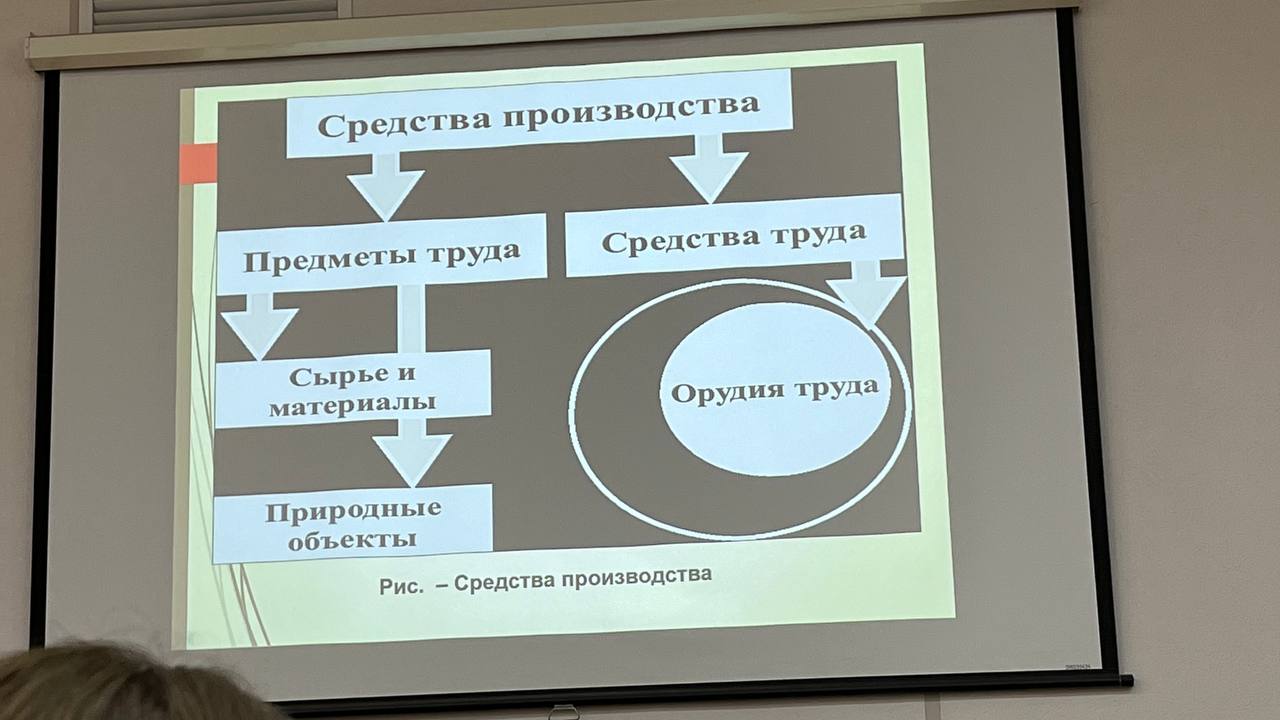 Средства производства
Предметы труда
Средства труда
Сырье и
материалы
Орудия труда
Природные
объекты
Рис. – Средства производства